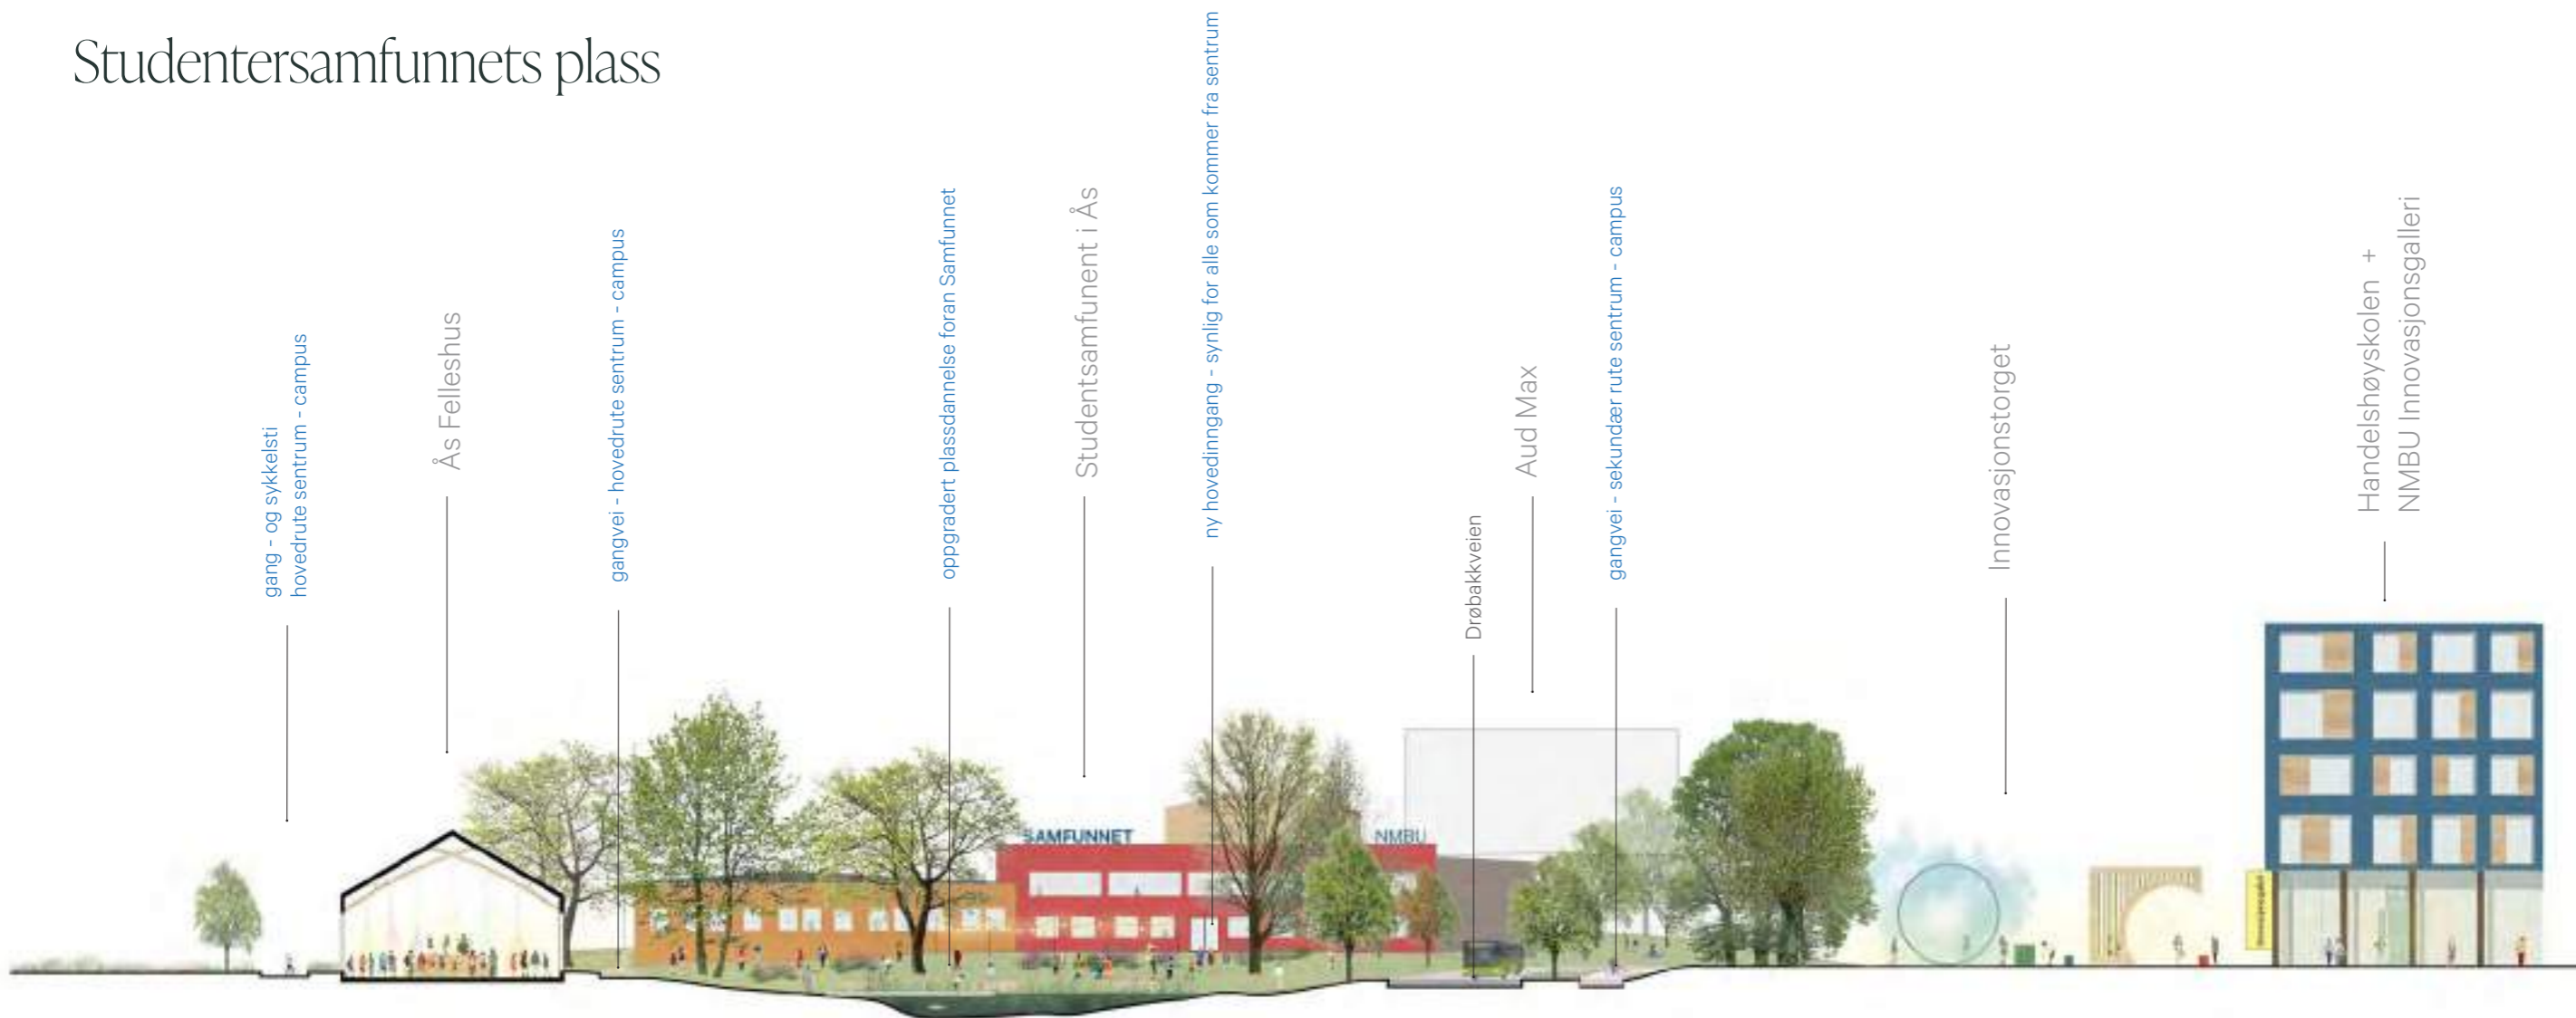 Studentersamfunnets plass
gang - og sykkelsti
hovedrute sentrum - campus
Ås Felleshus
gangvei - hovedrute sentrum - campus
oppgradert plassdannelse foran Samfunnet
Studentsamfunent i Ås
ny hovedinngang - synlig for alle som kommer fra sentrum
Drøbakkveien
Aud Max
gangvei - sekundær rute sentrum - campus
Innovasjonstorget
Handelshøyskolen +
NMBU Innovasjonsgalleri
SAMFUNNET
NMBU